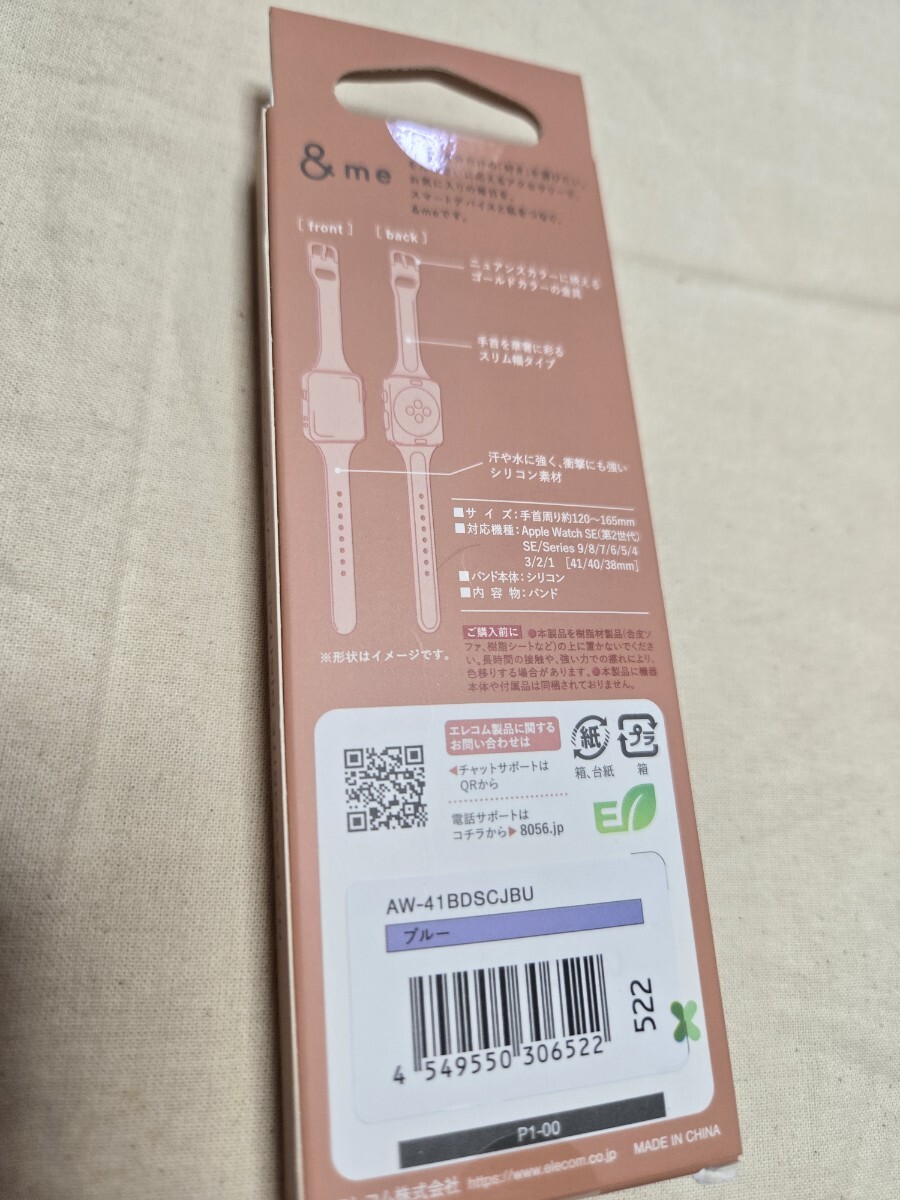 &me
スマートデバイスと私をつなぐ、
&meです。
[ front ] [ back ]
ニュアンスカラーに映える
ゴールドカラーの金具
手首を華奢に彩る
スリム幅タイプ
汗や水に強く、衝撃にも強い
シリコン素材
■サイズ：手首周り約120～165mm
■対応機種：Apple Watch SE(第2世代)
SE/Series 9/8/7/6/5/4
3/2/1 [41/40/38mm]
■バンド本体：シリコン
■内容物：バンド
※形状はイメージです。
ご購入前に ●本製品を樹脂材製品(合皮ソ
ファ、樹脂シートなど)の上に置かないでくださ
い。長時間の接触や、強い力での擦れにより、
色移りする場合があります。●本製品に機器
本体や付属品は同梱されておりません。
エレコム製品に関する
お問い合わせは
◀チャットサポートは
QRから
電話サポートは
コチラから▶8056.jp
紙
箱、台紙
プラ
箱
E
AW-41BDSCJBU
ブルー
4 549550 306522
522
P1-00
エレコム株式会社 https://www.elecom.co.jp MADE IN CHINA